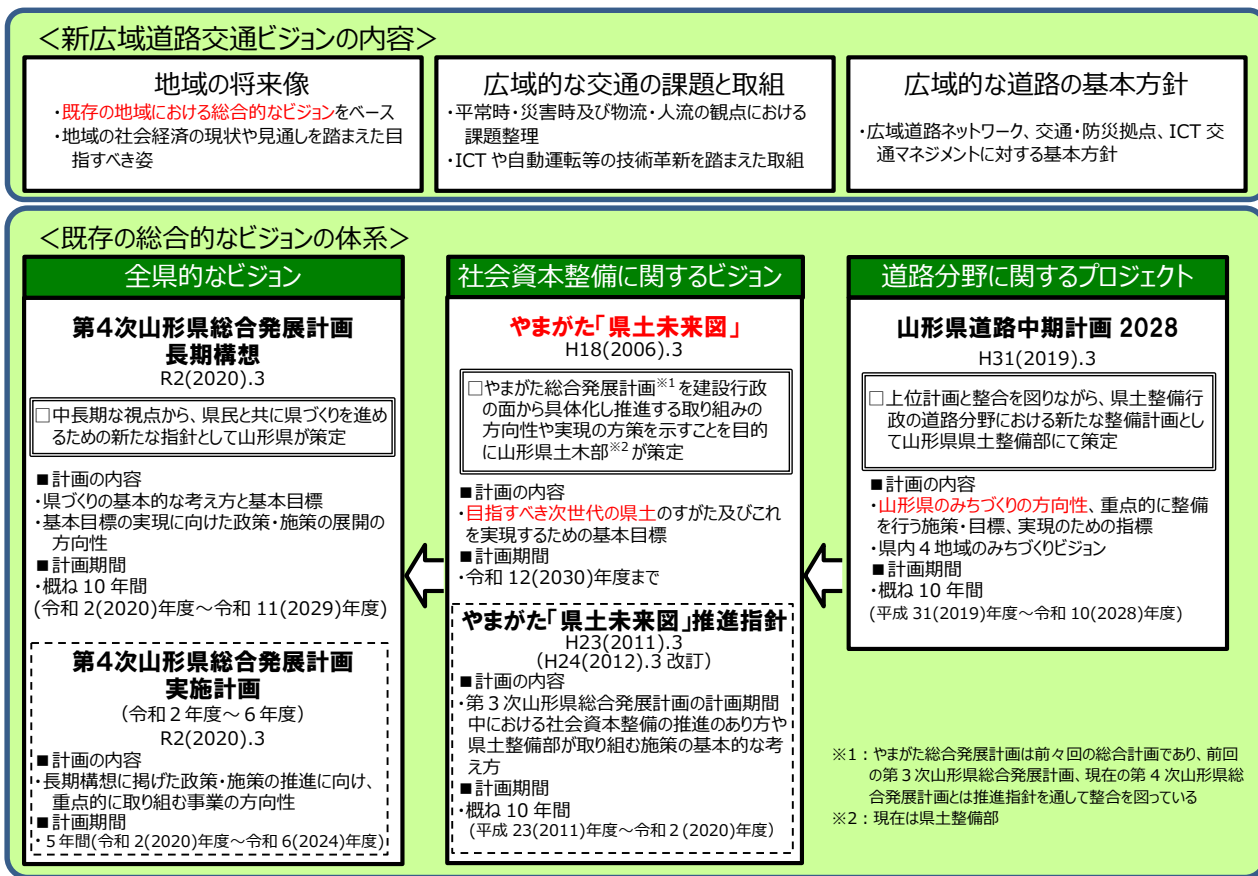 ＜新広域道路交通ビジョンの内容＞
地域の将来像
・既存の地域における総合的なビジョンをベース
・地域の社会経済の現状や見通しを踏まえた目
指すべき姿
広域的な交通の課題と取組
・平常時・災害時及び物流・人流の観点における
課題整理
・ICT や自動運転等の技術革新を踏まえた取組
広域的な道路の基本方針
・広域道路ネットワーク、交通・防災拠点、ICT 交
通マネジメントに対する基本方針
＜既存の総合的なビジョンの体系＞
全県的なビジョン
第4次山形県総合発展計画
長期構想
R2(2020).3
□中長期な視点から、県民と共に県づくりを進め
るための新たな指針として山形県が策定
■計画の内容
・県づくりの基本的な考え方と基本目標
・基本目標の実現に向けた政策・施策の展開の
方向性
■計画期間
・概ね 10 年間
(令和 2(2020)年度～令和 11(2029)年度)
第4次山形県総合発展計画
実施計画
（令和２年度～６年度）
R2(2020).3
■計画の内容
・長期構想に掲げた政策・施策の推進に向け、
重点的に取り組む事業の方向性
■計画期間
・５年間(令和 2(2020)年度～令和 6(2024)年度)
社会資本整備に関するビジョン
やまがた「県土未来図」
H18(2006).3
□やまがた総合発展計画※1を建設行政
の面から具体化し推進する取り組みの
方向性や実現の方策を示すことを目的
に山形県土木部※2が策定
■計画の内容
・目指すべき次世代の県土のすがた及びこれ
を実現するための基本目標
■計画期間
・令和 12(2030)年度まで
やまがた「県土未来図」推進指針
H23(2011).3
（H24(2012).3 改訂）
■計画の内容
・第３次山形県総合発展計画の計画期間
中における社会資本整備の推進のあり方や
県土整備部が取り組む施策の基本的な考
え方
■計画期間
・概ね 10 年間
(平成 23(2011)年度～令和２(2020)年度）
道路分野に関するプロジェクト
山形県道路中期計画 2028
H31(2019).3
□上位計画と整合を図りながら、県土整備行
政の道路分野における新たな整備計画とし
て山形県県土整備部にて策定
■計画の内容
・山形県のみちづくりの方向性、重点的に整備
を行う施策・目標、実現のための指標
・県内４地域のみちづくりビジョン
■計画期間
・概ね 10 年間
(平成 31(2019)年度～令和 10(2028)年度)
※１：やまがた総合発展計画は前々回の総合計画であり、前回
の第３次山形県総合発展計画、現在の第４次山形県総
合発展計画とは推進指針を通して整合を図っている
※２：現在は県土整備部